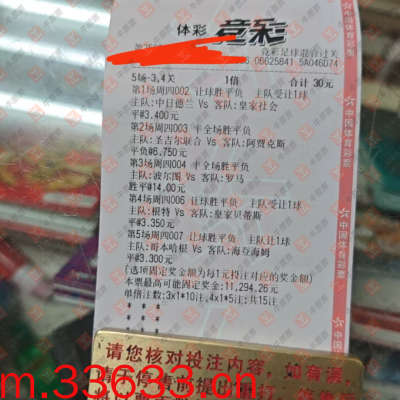 体彩 竞彩
竞彩足球混合过关
06625841 5A046D74
5场-3,4关 1倍 合计 30元
第1场周四002 让球胜平负 主队受让1球
主队:中日德兰 Vs 客队:皇家社会
平@3.400元
第2场周四003 半全场胜平负
主队:圣吉尔联合 Vs 客队:阿贾克斯
平负@6.750元
第3场周四004 半全场胜平负
主队:波尔图 Vs 客队:罗马
胜平@14.00元
第4场周四006 让球胜平负 主队受让1球
主队:根特 Vs 客队:皇家贝蒂斯
平@3.350元
第5场周四007 让球胜平负 主队让1球
主队:哥本哈根 Vs 客队:海登海姆
平@3.300元
(选项固定奖金额为每1元投注对应的奖金额)
本票最高可能固定奖金:11,294.26元
单倍注数:3x1*10注,4x1*5注;共15注
中国体育彩票
请您核对投注内容,如有误,
m.33633.cn